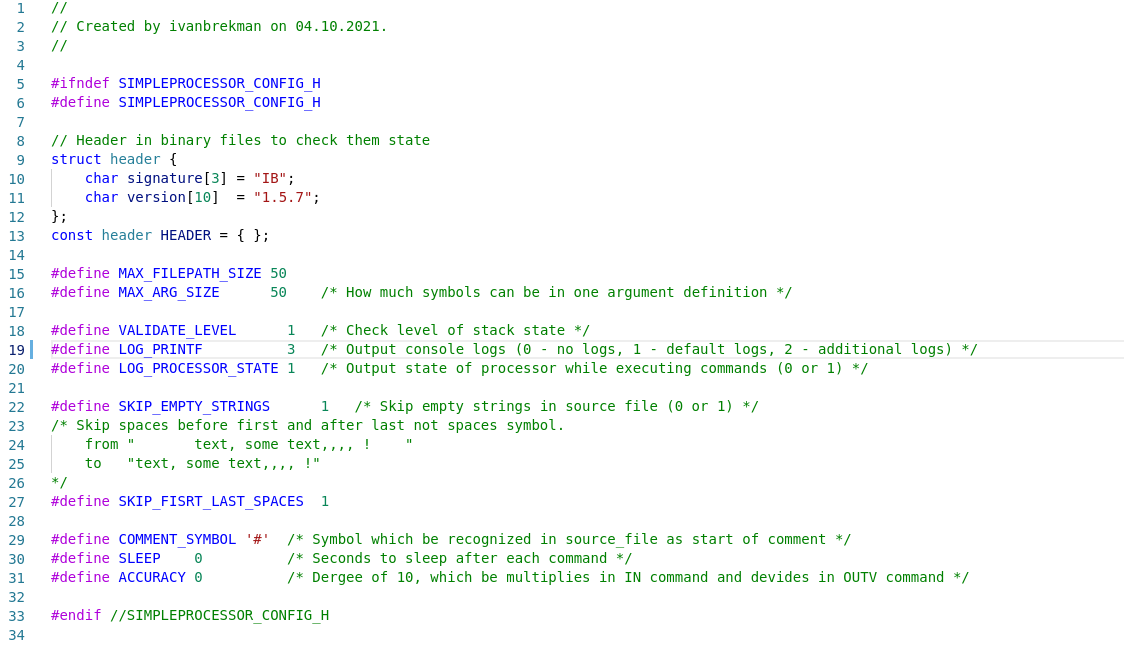 1 //
2 // Created by ivanbrekman on 04.10.2021.
3 //
4
5 #ifndef SIMPLEPROCESSOR_CONFIG_H
6 #define SIMPLEPROCESSOR_CONFIG_H
7
8 // Header in binary files to check them state
9 struct header {
10     char signature[3] = "IB";
11     char version[10]  = "1.5.7";
12 };
13 const header HEADER = { };
14
15 #define MAX_FILEPATH_SIZE 50
16 #define MAX_ARG_SIZE      50    /* How much symbols can be in one argument definition */
17
18 #define VALIDATE_LEVEL      1   /* Check level of stack state */
19 #define LOG_PRINTF          3   /* Output console logs (0 - no logs, 1 - default logs, 2 - additional logs) */
20 #define LOG_PROCESSOR_STATE 1   /* Output state of processor while executing commands (0 or 1) */
21
22 #define SKIP_EMPTY_STRINGS      1   /* Skip empty strings in source file (0 or 1) */
23 /* Skip spaces before first and after last not spaces symbol.
24     from "       text, some text,,,, !    "
25     to   "text, some text,,,, !"
26 */
27 #define SKIP_FISRT_LAST_SPACES  1
28
29 #define COMMENT_SYMBOL '#'  /* Symbol which be recognized in source_file as start of comment */
30 #define SLEEP    0          /* Seconds to sleep after each command */
31 #define ACCURACY 0          /* Dergee of 10, which be multiplies in IN command and devides in OUTV command */
32
33 #endif //SIMPLEPROCESSOR_CONFIG_H
34